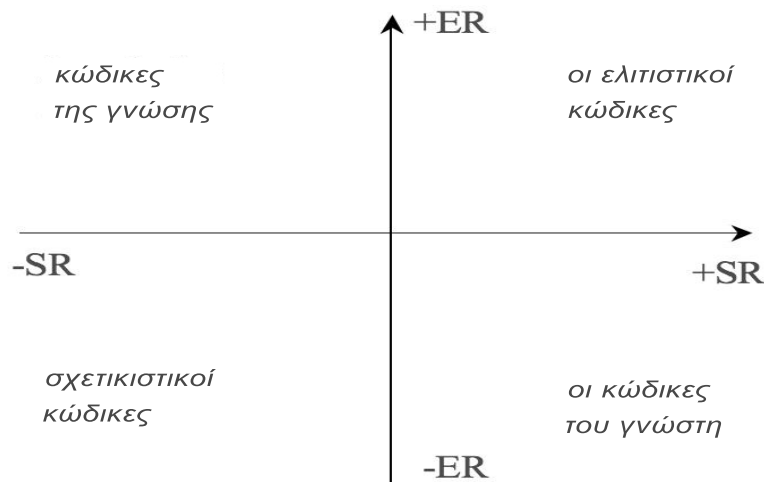 +ER
κώδικες
της γνώσης
οι ελιτιστικοί
κώδικες
-SR
+SR
σχετικιστικοί
κώδικες
οι κώδικες
του γνώστη
-ER